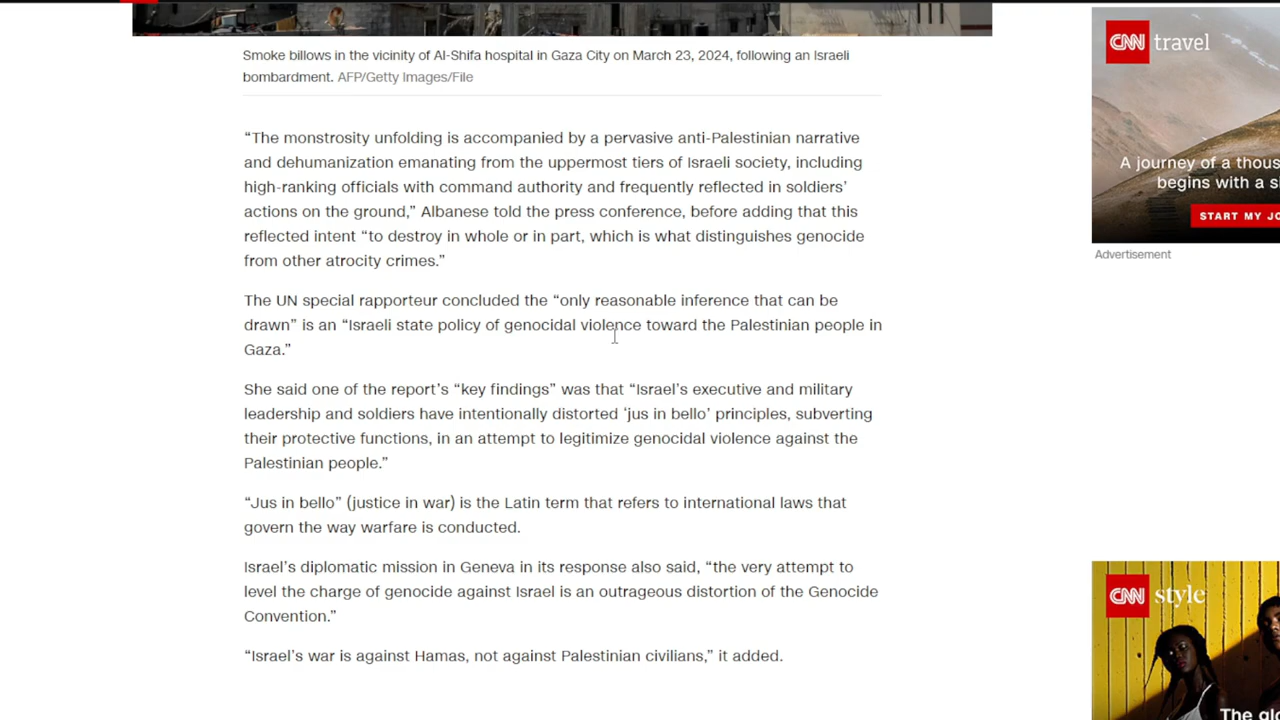 Smoke billows in the vicinity of Al-Shifa hospital in Gaza City on March 23, 2024, following an Israeli
bombardment. AFP/Getty Images/File
“The monstrosity unfolding is accompanied by a pervasive anti-Palestinian narrative
and dehumanization emanating from the uppermost tiers of Israeli society, including
high-ranking officials with command authority and frequently reflected in soldiers’
actions on the ground,” Albanese told the press conference, before adding that this
reflected intent “to destroy in whole or in part, which is what distinguishes genocide
from other atrocity crimes.”
The UN special rapporteur concluded the “only reasonable inference that can be
drawn” is an “Israeli state policy of genocidal violence toward the Palestinian people in
Gaza.”
She said one of the report’s “key findings” was that “Israel’s executive and military
leadership and soldiers have intentionally distorted ‘jus in bello’ principles, subverting
their protective functions, in an attempt to legitimize genocidal violence against the
Palestinian people.”
“Jus in bello” (justice in war) is the Latin term that refers to international laws that
govern the way warfare is conducted.
Israel’s diplomatic mission in Geneva in its response also said, “the very attempt to
level the charge of genocide against Israel is an outrageous distortion of the Genocide
Convention.”
“Israel’s war is against Hamas, not against Palestinian civilians,” it added.
CNN travel
A journey of a thous
begins with a si
START MY JO
Advertisement
CNN style
The glo